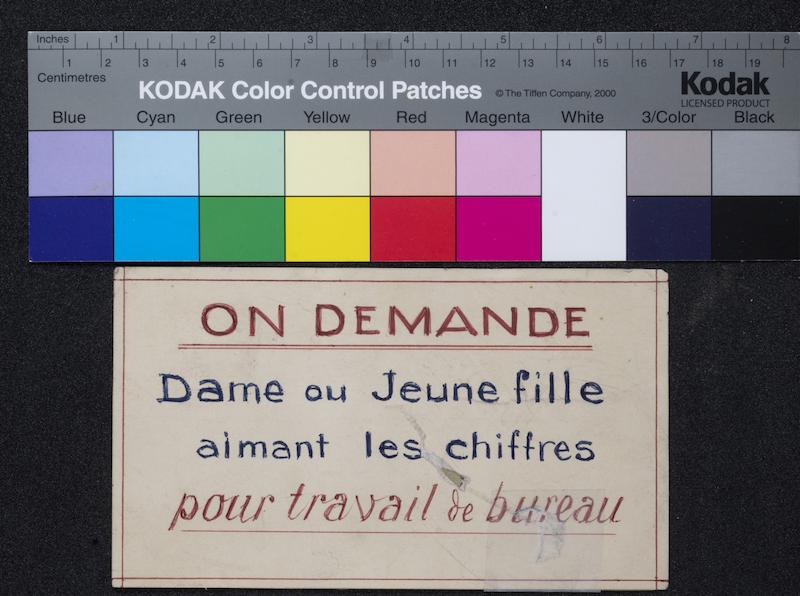 Inches 1 2 3 4 5 6 7 8
1 2 3 4 5 6 7 8 9 10 11 12 13 14 15 16 17 18 19
Centimetres
KODAK Color Control Patches © The Tiffen Company, 2000
Kodak
LICENSED PRODUCT
Blue Cyan Green Yellow Red Magenta White 3/Color Black
ON DEMANDE
Dame ou Jeune fille
aimant les chiffres
pour travail de bureau